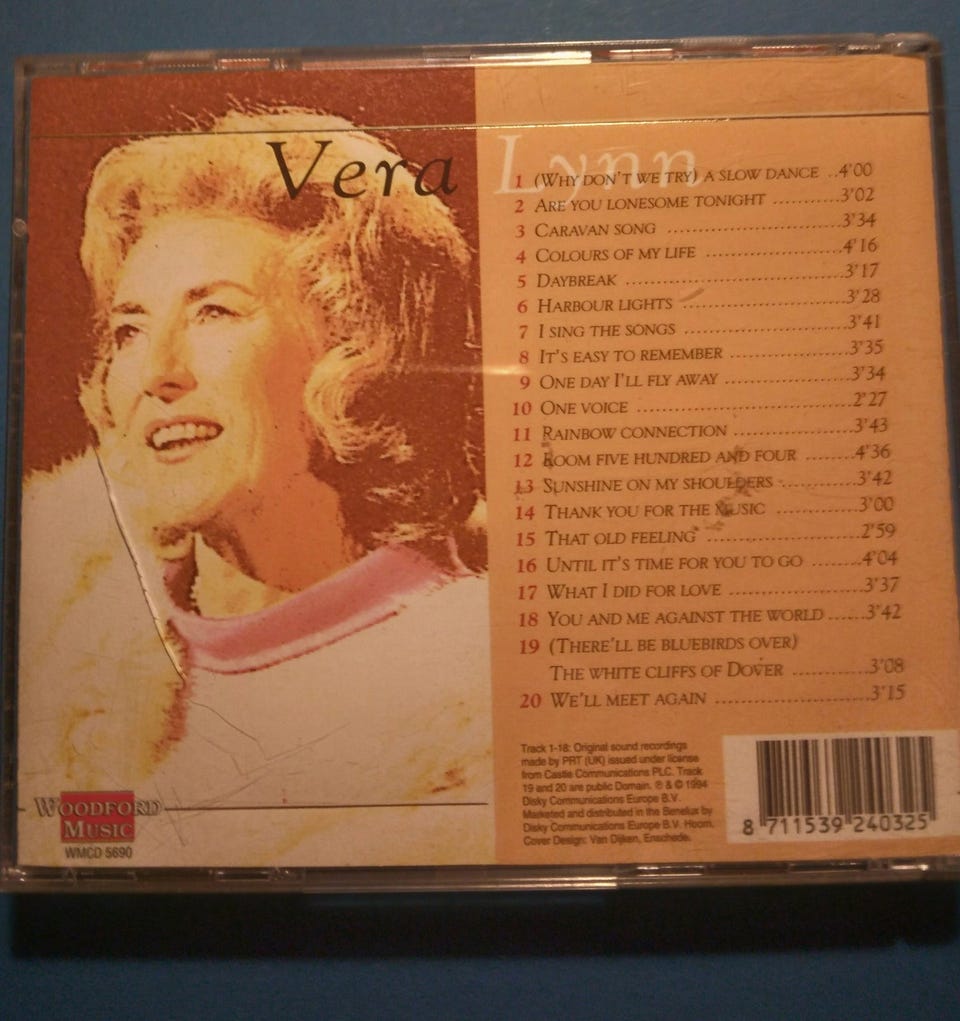 Vera Lynn
1 (WHY DON'T WE TRY) A SLOW DANCE ..4'00
2 ARE YOU LONESOME TONIGHT ...........3'02
3 CARAVAN SONG ............................3'34
4 COLOURS OF MY LIFE ......................4'16
5 DAYBREAK ....................................3'17
6 HARBOUR LIGHTS ...........................3'28
7 I SING THE SONGS ..........................3'41
8 IT'S EASY TO REMEMBER ..................3'35
9 ONE DAY I'LL FLY AWAY ...................3'34
10 ONE VOICE ..................................2'27
11 RAINBOW CONNECTION ...................3'43
12 ROOM FIVE HUNDRED AND FOUR ........4'36
13 SUNSHINE ON MY SHOULDERS ............3'42
14 THANK YOU FOR THE MUSIC ..............3'00
15 THAT OLD FEELING .........................2'59
16 UNTIL IT'S TIME FOR YOU TO GO ........4'04
17 WHAT I DID FOR LOVE .....................3'37
18 YOU AND ME AGAINST THE WORLD ......3'42
19 (THERE'LL BE BLUEBIRDS OVER)
THE WHITE CLIFFS OF DOVER .............3'08
20 WE'LL MEET AGAIN .........................3'15
Track 1-18: Original sound recordings
made by PRT (UK) issued under license
from Castle Communications PLC. Track
19 and 20 are public Domain. ℗ & © 1994
Disky Communications Europe B.V.
Marketed and distributed in the Benelux by
Disky Communications Europe B.V. Hoorn.
Cover Design: Van Dijken, Enschede.
8 711539 240325
WOODFORD
MUSIC
WMCD 5690